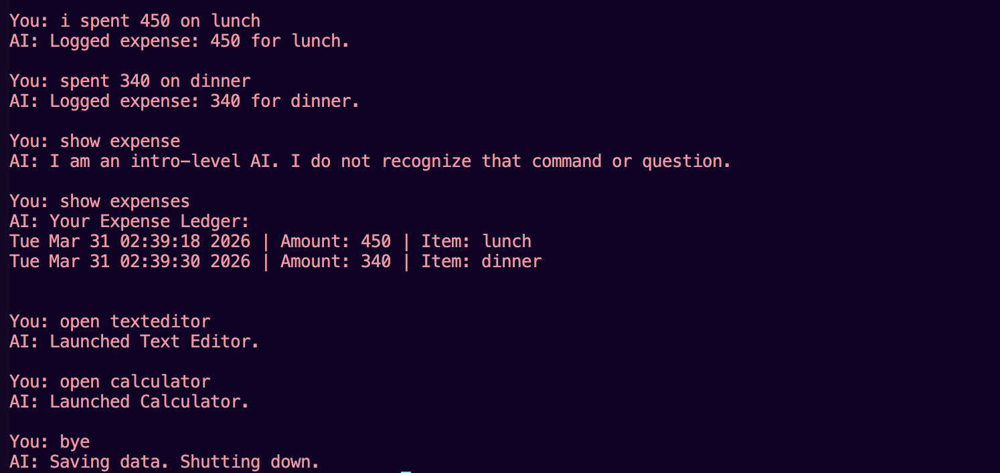 You: i spent 450 on lunch
AI: Logged expense: 450 for lunch.
You: spent 340 on dinner
AI: Logged expense: 340 for dinner.
You: show expense
AI: I am an intro-level AI. I do not recognize that command or question.
You: show expenses
AI: Your Expense Ledger:
Tue Mar 31 02:39:18 2026 | Amount: 450 | Item: lunch
Tue Mar 31 02:39:30 2026 | Amount: 340 | Item: dinner
You: open texteditor
AI: Launched Text Editor.
You: open calculator
AI: Launched Calculator.
You: bye
AI: Saving data. Shutting down.